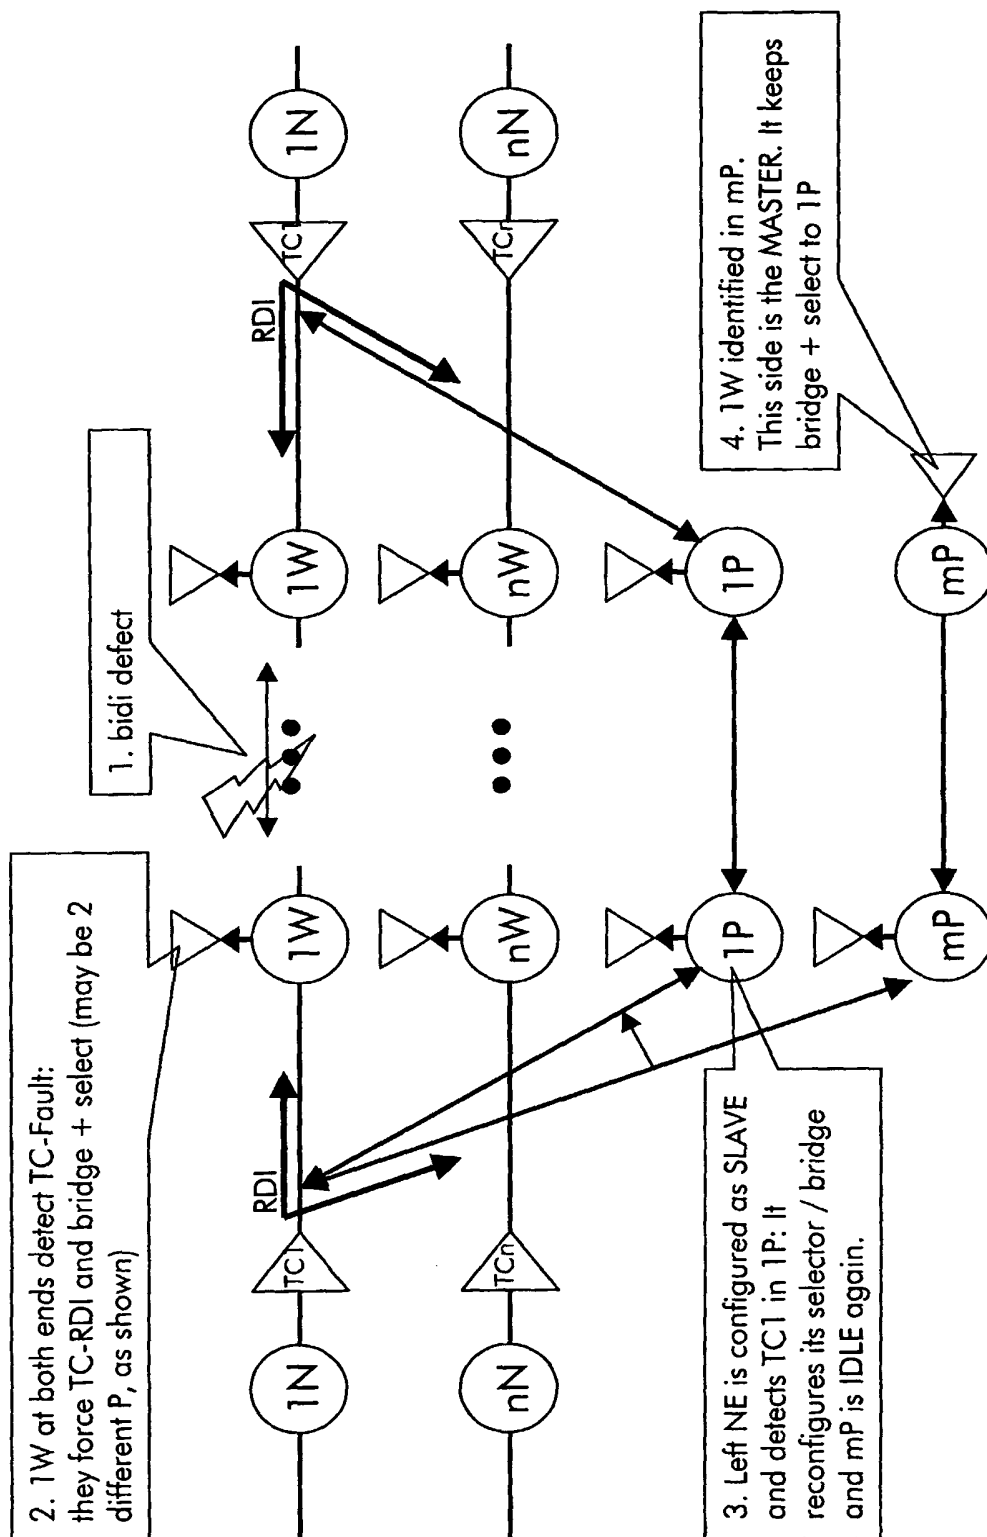 2. 1W at both ends detect TC-Fault:
they force TC-RDI and bridge + select (may be 2
different P, as shown)
1. bidi defect
1N
TC1
RDI
1W
1W
RDI
TC1
1N
nN
TCn
nW
nW
TCn
nN
1P
1P
mP
mP
3. Left NE is configured as SLAVE
and detects TC1 in 1P: It
reconfigures its selector / bridge
and mP is IDLE again.
4. 1W identified in mP.
This side is the MASTER. It keeps
bridge + select to 1P